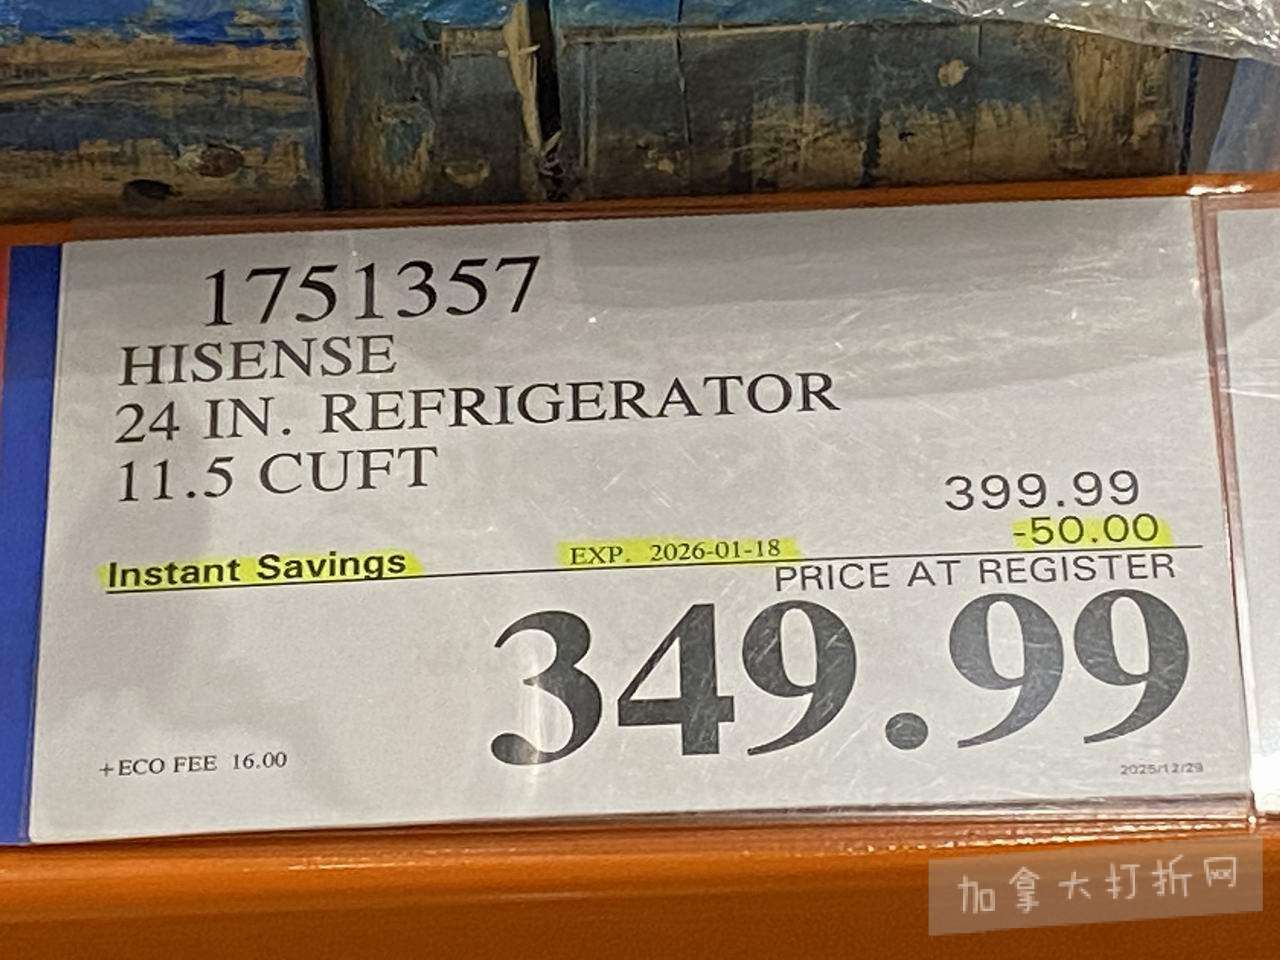 1751357
HISENSE
24 IN. REFRIGERATOR
11.5 CUFT
399.99
-50.00
Instant Savings EXP. 2026-01-18
PRICE AT REGISTER
349.99
+ECO FEE 16.00
2025/12/29
加拿大打折网